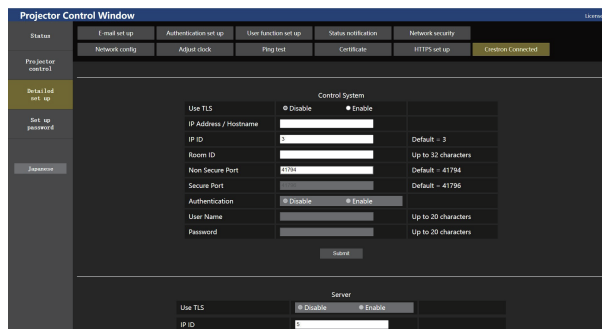 Projector Control Window
License
Status
E-mail set up
Authentication set up
User function set up
Status notification
Network security
Network config
Adjust clock
Ping test
Certificate
HTTPS set up
Crestron Connected
Projector control
Detailed set up
Set up password
Japanese
Control System
Use TLS Disable Enable
IP Address / Hostname
IP ID 3 Default = 3
Room ID Up to 32 characters
Non Secure Port 41794 Default = 41794
Secure Port Default = 41796
Authentication Disable Enable
User Name Up to 20 characters
Password Up to 20 characters
Submit
Server
Use TLS Disable Enable
IP ID 5